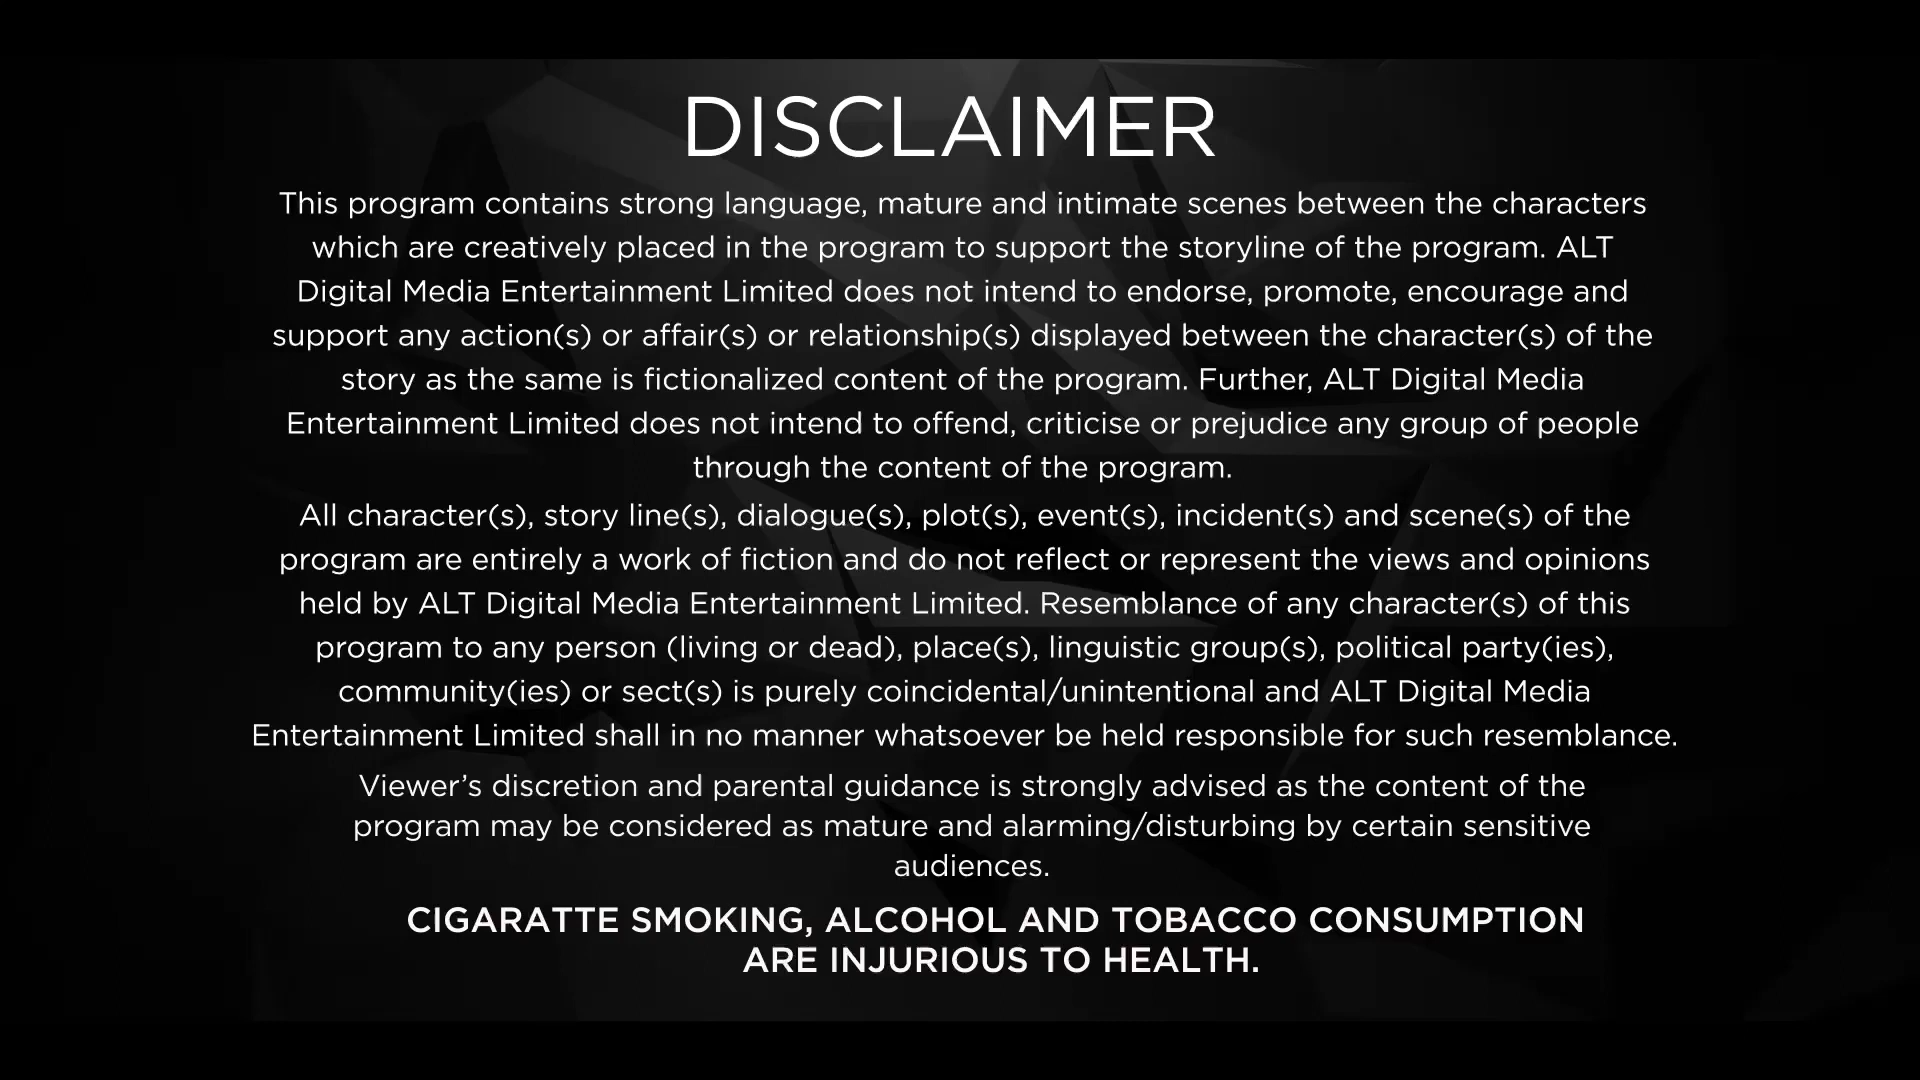 DISCLAIMER
This program contains strong language, mature and intimate scenes between the characters
which are creatively placed in the program to support the storyline of the program. ALT
Digital Media Entertainment Limited does not intend to endorse, promote, encourage and
support any action(s) or affair(s) or relationship(s) displayed between the character(s) of the
story as the same is fictionalized content of the program. Further, ALT Digital Media
Entertainment Limited does not intend to offend, criticise or prejudice any group of people
through the content of the program.
All character(s), story line(s), dialogue(s), plot(s), event(s), incident(s) and scene(s) of the
program are entirely a work of fiction and do not reflect or represent the views and opinions
held by ALT Digital Media Entertainment Limited. Resemblance of any character(s) of this
program to any person (living or dead), place(s), linguistic group(s), political party(ies),
community(ies) or sect(s) is purely coincidental/unintentional and ALT Digital Media
Entertainment Limited shall in no manner whatsoever be held responsible for such resemblance.
Viewer’s discretion and parental guidance is strongly advised as the content of the
program may be considered as mature and alarming/disturbing by certain sensitive
audiences.
CIGARATTE SMOKING, ALCOHOL AND TOBACCO CONSUMPTION
ARE INJURIOUS TO HEALTH.